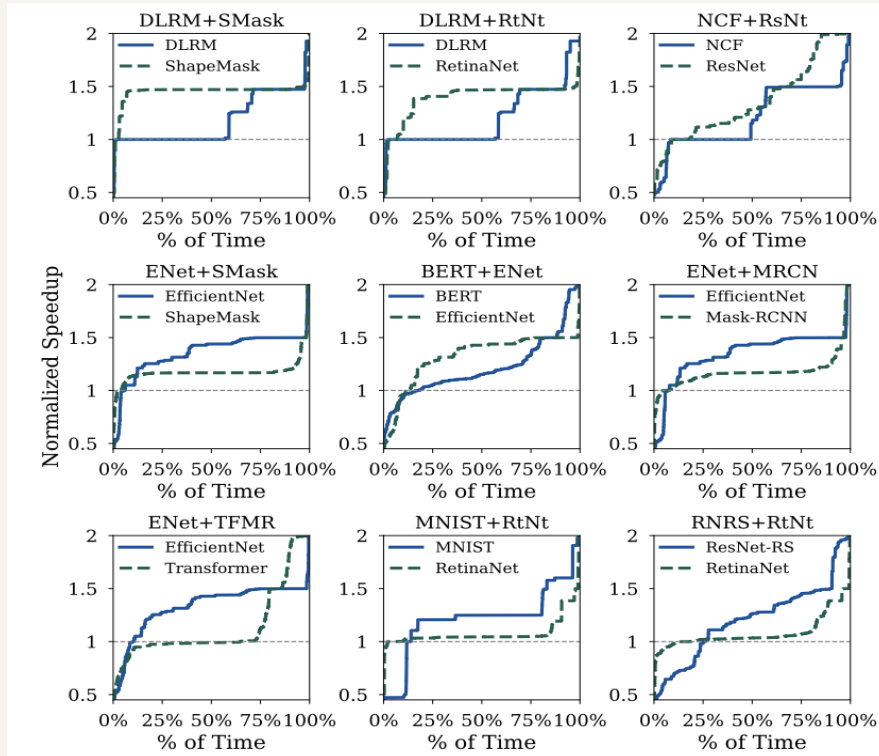 DLRM+SMask
DLRM
ShapeMask
2
1.5
1
0.5
0% 25% 50% 75% 100%
% of Time
DLRM+RtNt
DLRM
RetinaNet
2
1.5
1
0.5
0% 25% 50% 75% 100%
% of Time
NCF+RsNt
NCF
ResNet
2
1.5
1
0.5
0% 25% 50% 75% 100%
% of Time
Normalized Speedup
ENet+SMask
EfficientNet
ShapeMask
2
1.5
1
0.5
0% 25% 50% 75% 100%
% of Time
BERT+ENet
BERT
EfficientNet
2
1.5
1
0.5
0% 25% 50% 75% 100%
% of Time
ENet+MRCN
EfficientNet
Mask-RCNN
2
1.5
1
0.5
0% 25% 50% 75% 100%
% of Time
ENet+TFMR
EfficientNet
Transformer
2
1.5
1
0.5
0% 25% 50% 75% 100%
% of Time
MNIST+RtNt
MNIST
RetinaNet
2
1.5
1
0.5
0% 25% 50% 75% 100%
% of Time
RNRS+RtNt
ResNet-RS
RetinaNet
2
1.5
1
0.5
0% 25% 50% 75% 100%
% of Time